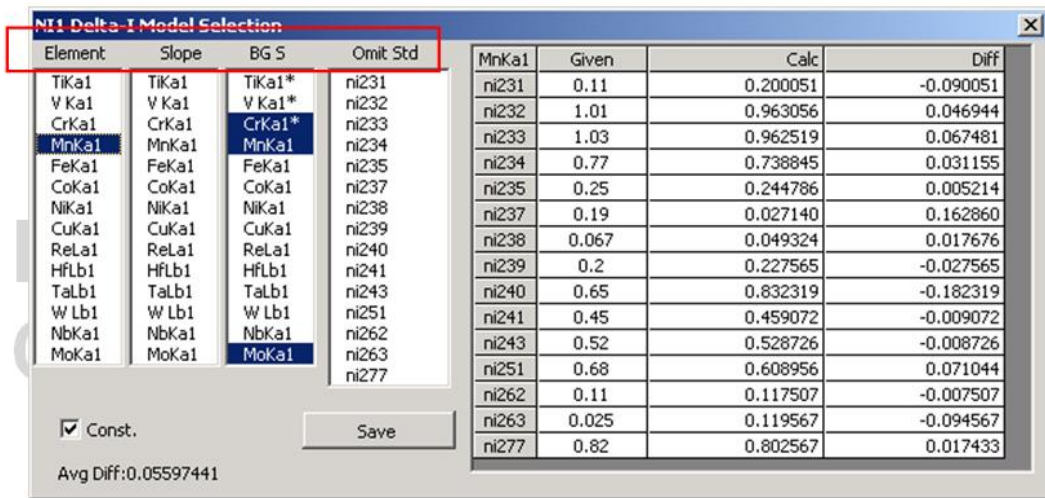 NI1 Delta-I Model Selection
Element Slope BG S Omit Std
TiKa1 TiKa1 TiKa1* ni231
V Ka1 V Ka1 V Ka1* ni232
CrKa1 CrKa1 CrKa1* ni233
MnKa1 MnKa1 MnKa1 ni234
FeKa1 FeKa1 FeKa1 ni235
CoKa1 CoKa1 CoKa1 ni237
NiKa1 NiKa1 NiKa1 ni238
CuKa1 CuKa1 CuKa1 ni239
ReLa1 ReLa1 ReLa1 ni240
HfLb1 HfLb1 HfLb1 ni241
TaLb1 TaLb1 TaLb1 ni243
W Lb1 W Lb1 W Lb1 ni251
NbKa1 NbKa1 NbKa1 ni262
MoKa1 MoKa1 MoKa1 ni263
ni277
Const.
Save
Avg Diff:0.05597441
MnKa1 Given Calc Diff
ni231 0.11 0.200051 -0.090051
ni232 1.01 0.963056 0.046944
ni233 1.03 0.962519 0.067481
ni234 0.77 0.738845 0.031155
ni235 0.25 0.244786 0.005214
ni237 0.19 0.027140 0.162860
ni238 0.067 0.049324 0.017676
ni239 0.2 0.227565 -0.027565
ni240 0.65 0.832319 -0.182319
ni241 0.45 0.459072 -0.009072
ni243 0.52 0.528726 -0.008726
ni251 0.68 0.608956 0.071044
ni262 0.11 0.117507 -0.007507
ni263 0.025 0.119567 -0.094567
ni277 0.82 0.802567 0.017433